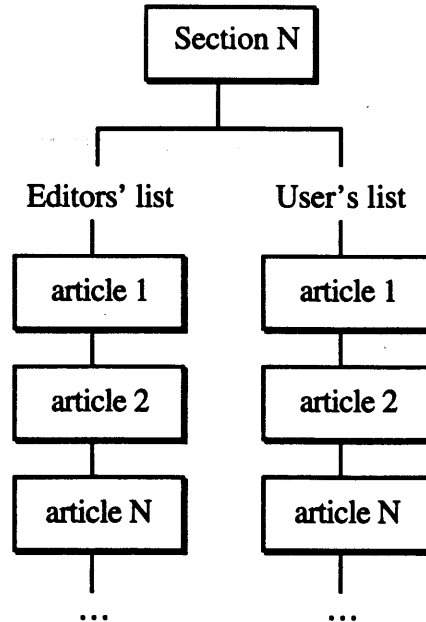 Section N
Editors' list
User's list
article 1
article 1
article 2
article 2
article N
article N
...
...